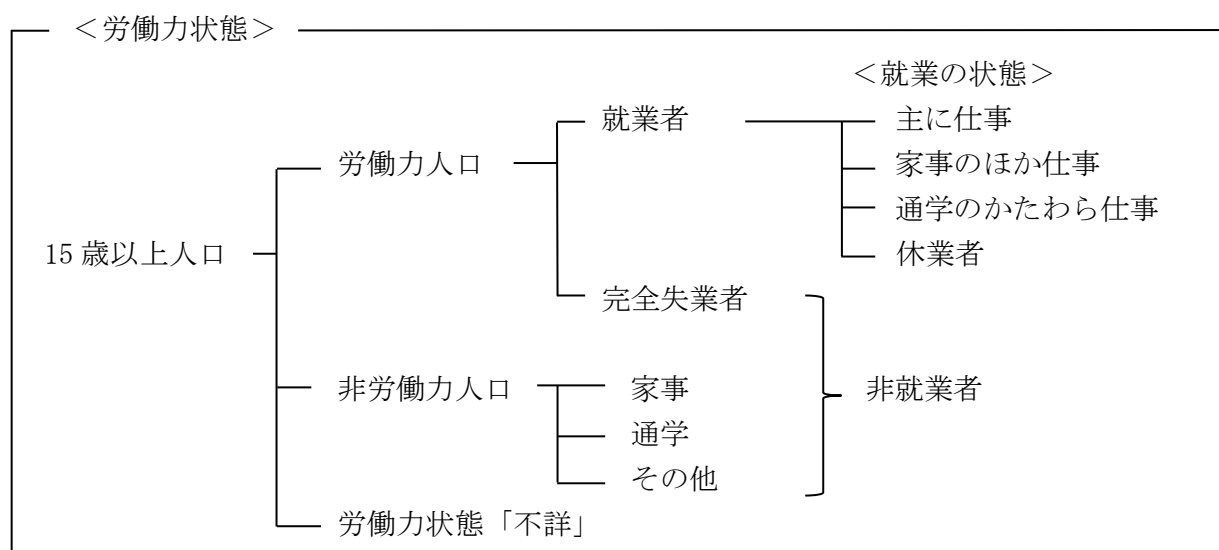 ＜労働力状態＞
＜就業の状態＞
就業者
主に仕事
労働力人口
家事のほか仕事
通学のかたわら仕事
15歳以上人口
休業者
完全失業者
非労働力人口
家事
非就業者
通学
その他
労働力状態「不詳」